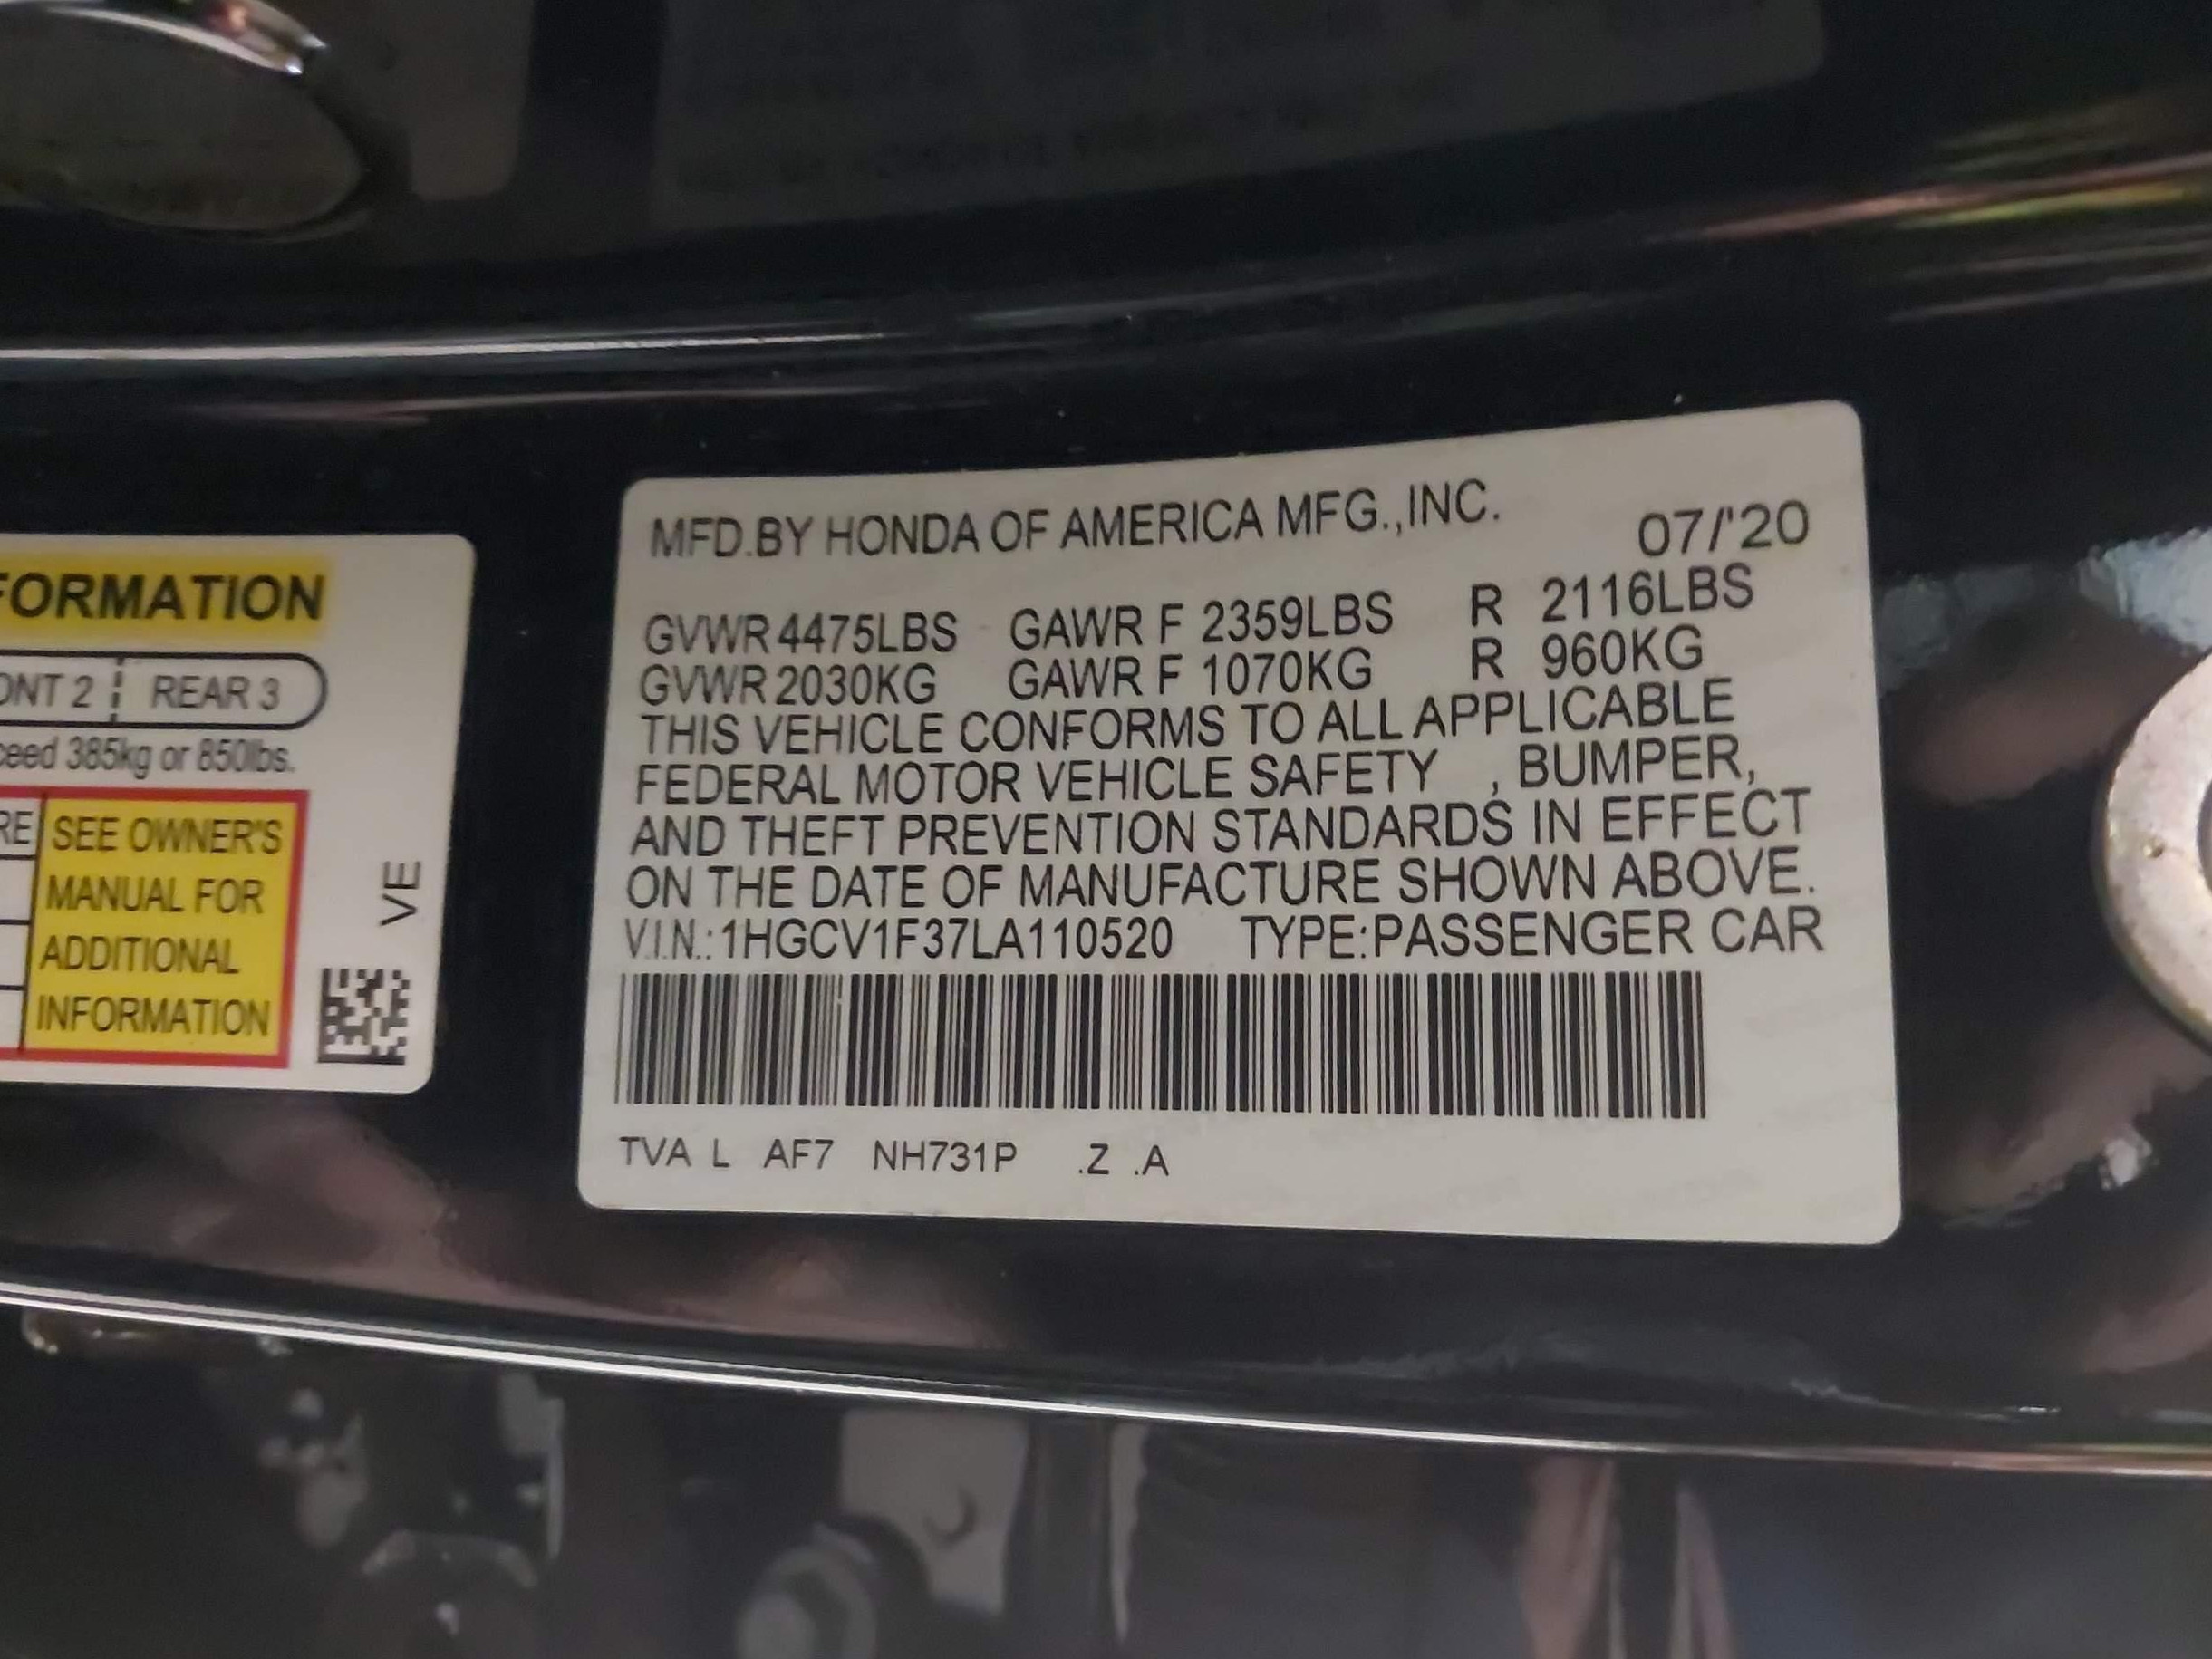 FORMATION
ONT 2 REAR 3
ceed 385kg or 850lbs.
RE
SEE OWNER'S
MANUAL FOR
ADDITIONAL
INFORMATION
VE
MFD.BY HONDA OF AMERICA MFG.,INC. 07/'20
GVWR 4475LBS GAWR F 2359LBS R 2116LBS
GVWR 2030KG GAWR F 1070KG R 960KG
THIS VEHICLE CONFORMS TO ALL APPLICABLE
FEDERAL MOTOR VEHICLE SAFETY , BUMPER,
AND THEFT PREVENTION STANDARDS IN EFFECT
ON THE DATE OF MANUFACTURE SHOWN ABOVE.
V.I.N.:1HGCV1F37LA110520 TYPE:PASSENGER CAR
TVA L AF7 NH731P .Z .A